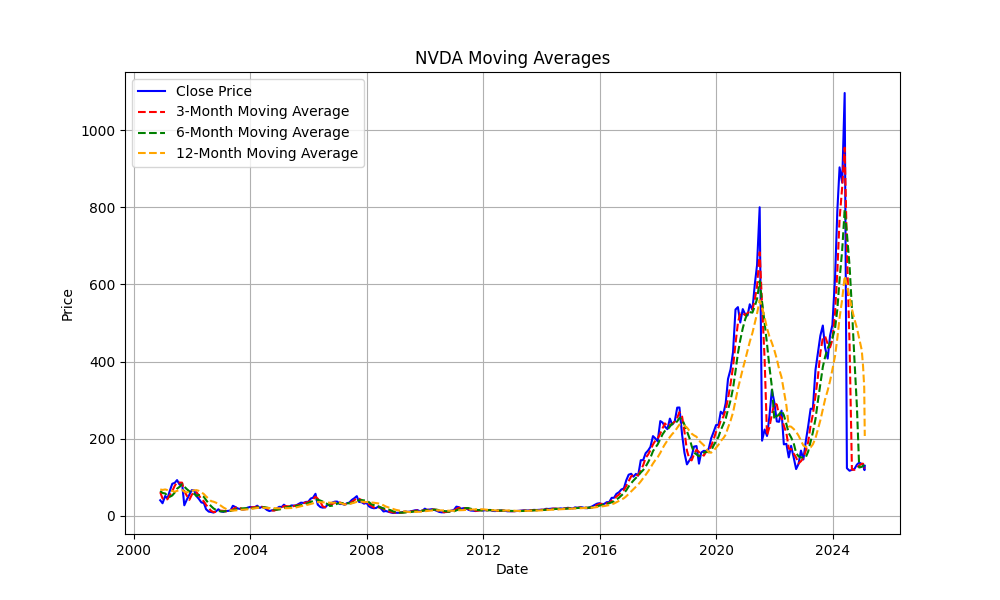 NVDA Moving Averages
Close Price
3-Month Moving Average
6-Month Moving Average
12-Month Moving Average
Price
1000
800
600
400
200
0
2000 2004 2008 2012 2016 2020 2024
Date